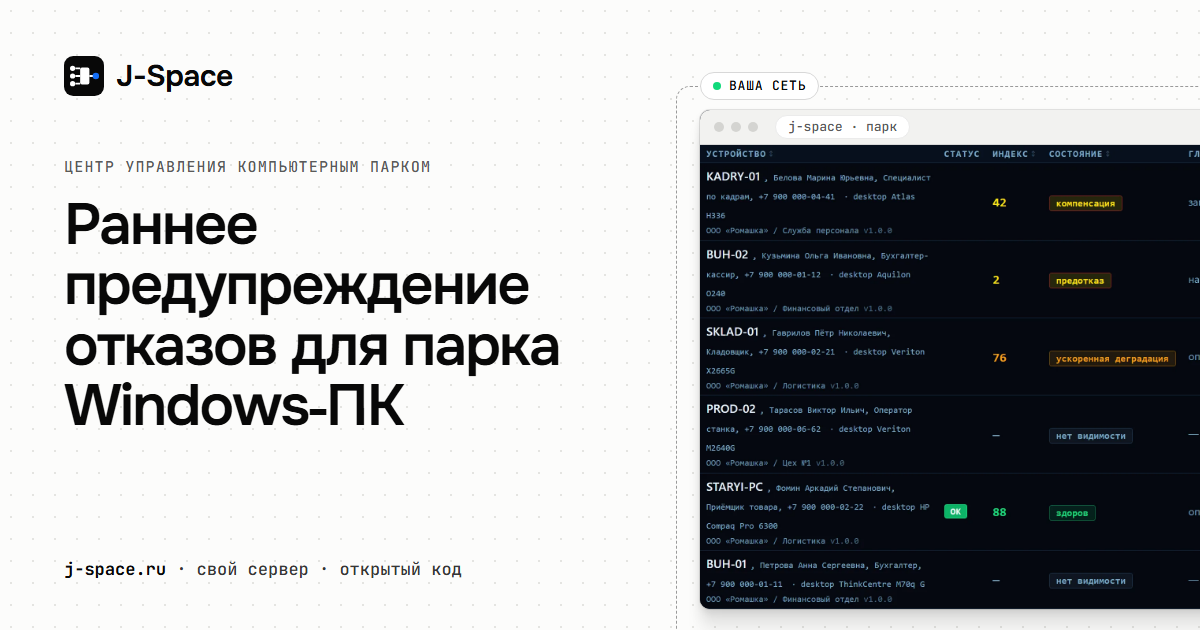 J-Space
ЦЕНТР УПРАВЛЕНИЯ КОМПЬЮТЕРНЫМ ПАРКОМ
Раннее
предупреждение
отказов для парка
Windows-ПК
j-space.ru · свой сервер · открытый код
ВАША СЕТЬ
j-space · парк
УСТРОЙСТВО СТАТУС ИНДЕКС СОСТОЯНИЕ ГЛ
KADRY-01 , Белова Марина Юрьевна, Специалист
по кадрам, +7 900 000-04-41 · desktop Atlas
H336
ООО «Ромашка» / Служба персонала v1.0.0
42 компенсация
BUH-02 , Кузьмина Ольга Ивановна, Бухгалтер-
кассир, +7 900 000-01-12 · desktop Aquilon
O240
ООО «Ромашка» / Финансовый отдел v1.0.0
2 предотказ на
SKLAD-01 , Гаврилов Пётр Николаевич,
Кладовщик, +7 900 000-02-21 · desktop Veriton
X2665G
ООО «Ромашка» / Логистика v1.0.0
76 ускоренная деградация оп
PROD-02 , Тарасов Виктор Ильич, Оператор
станка, +7 900 000-06-62 · desktop Veriton
M2640G
ООО «Ромашка» / Цех №1 v1.0.0
— нет видимости —
STARYI-PC , Фомин Аркадий Степанович,
Приёмщик товара, +7 900 000-02-22 · desktop HP
Compaq Pro 6300
ООО «Ромашка» / Логистика v1.0.0
OK 88 здоров оп
BUH-01 , Петрова Анна Сергеевна, Бухгалтер,
+7 900 000-01-11 · desktop ThinkCentre M70q G
ООО «Ромашка» / Финансовый отдел v1.0.0
— нет видимости —